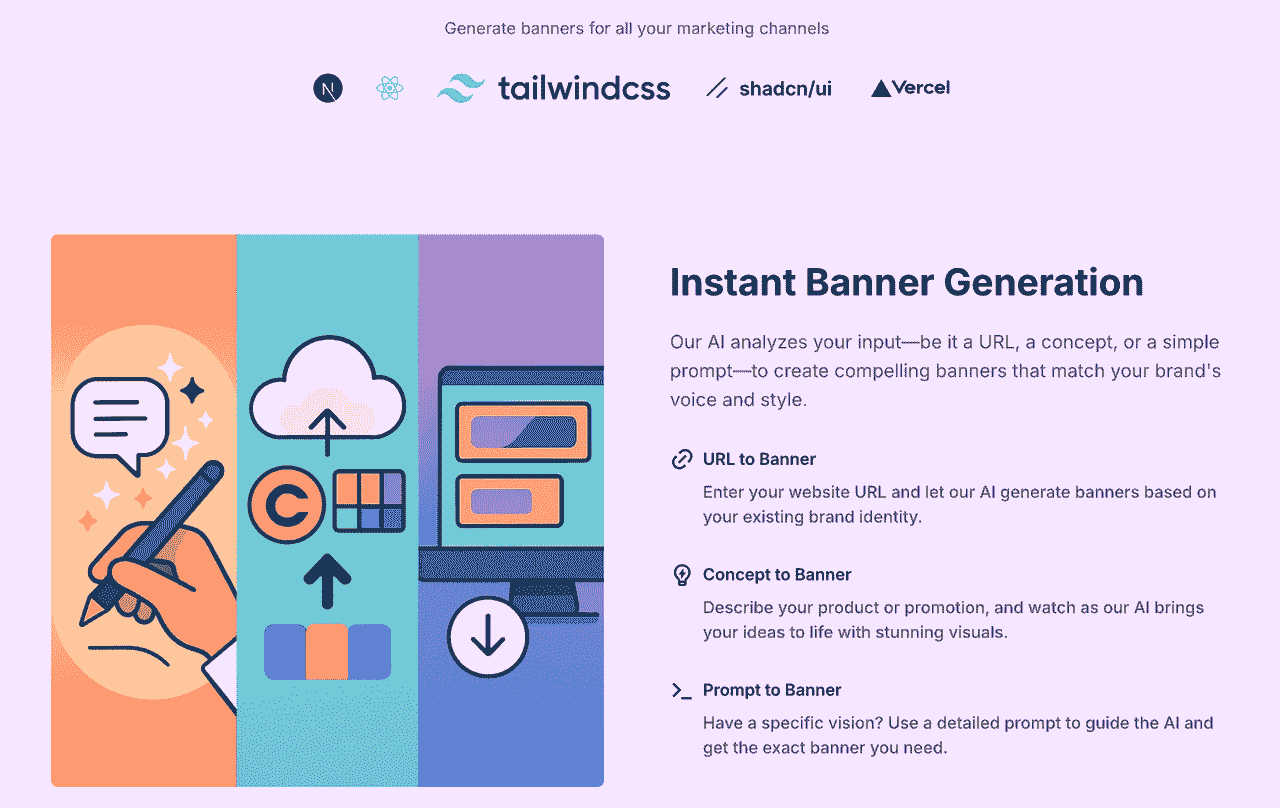 Generate banners for all your marketing channels
N tailwindcss shadcn/ui Vercel
Instant Banner Generation
Our AI analyzes your input—be it a URL, a concept, or a simple
prompt—to create compelling banners that match your brand's
voice and style.
URL to Banner
Enter your website URL and let our AI generate banners based on
your existing brand identity.
Concept to Banner
Describe your product or promotion, and watch as our AI brings
your ideas to life with stunning visuals.
Prompt to Banner
Have a specific vision? Use a detailed prompt to guide the AI and
get the exact banner you need.
C